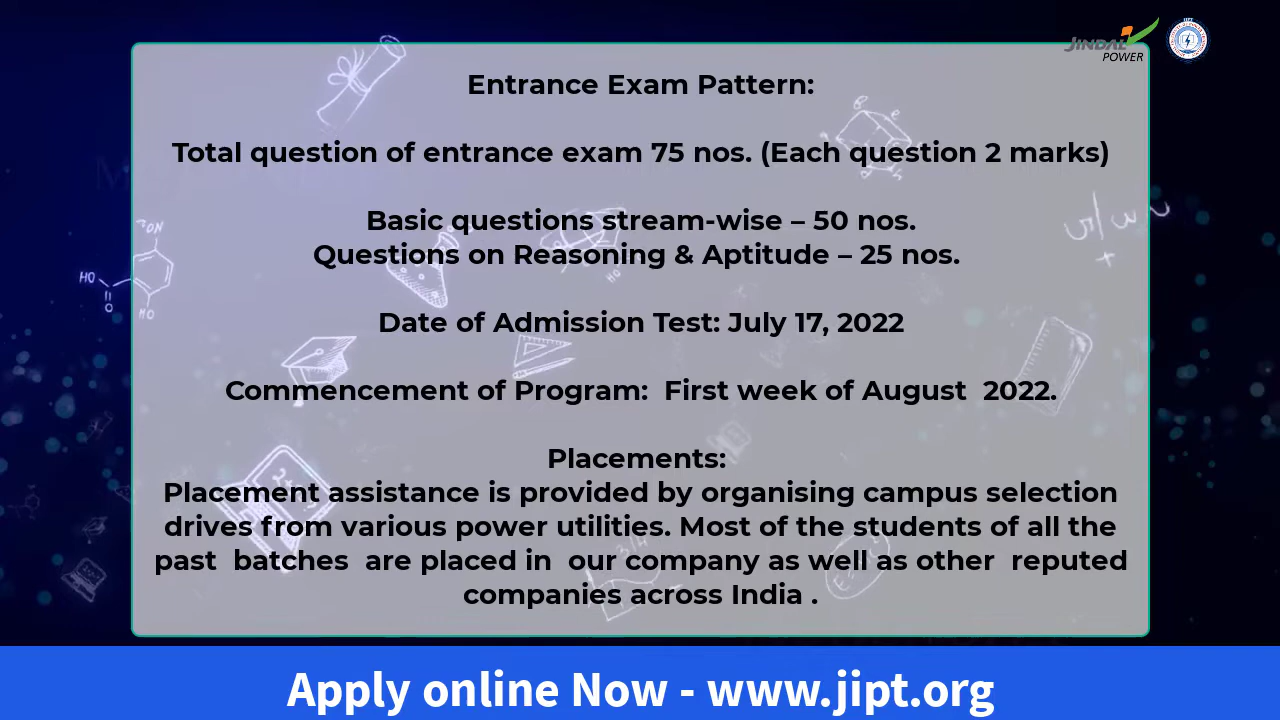 JINDAL
POWER
JIPT
Entrance Exam Pattern:
Total question of entrance exam 75 nos. (Each question 2 marks)
Basic questions stream-wise – 50 nos.
Questions on Reasoning & Aptitude – 25 nos.
Date of Admission Test: July 17, 2022
Commencement of Program: First week of August 2022.
Placements:
Placement assistance is provided by organising campus selection
drives from various power utilities. Most of the students of all the
past batches are placed in our company as well as other reputed
companies across India .
Apply online Now - www.jipt.org